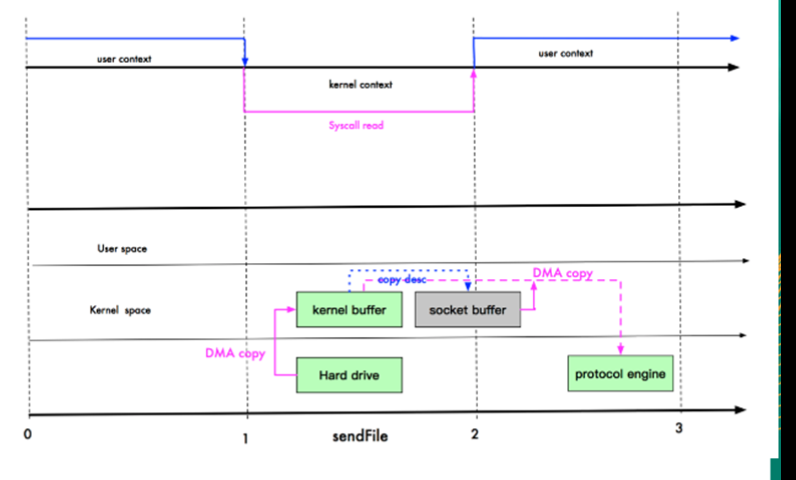 user context
user context
kernel context
Syscall read
User space
copy desc
DMA copy
Kernel space
kernel buffer
socket buffer
DMA copy
Hard drive
protocol engine
0
1
sendFile
2
3